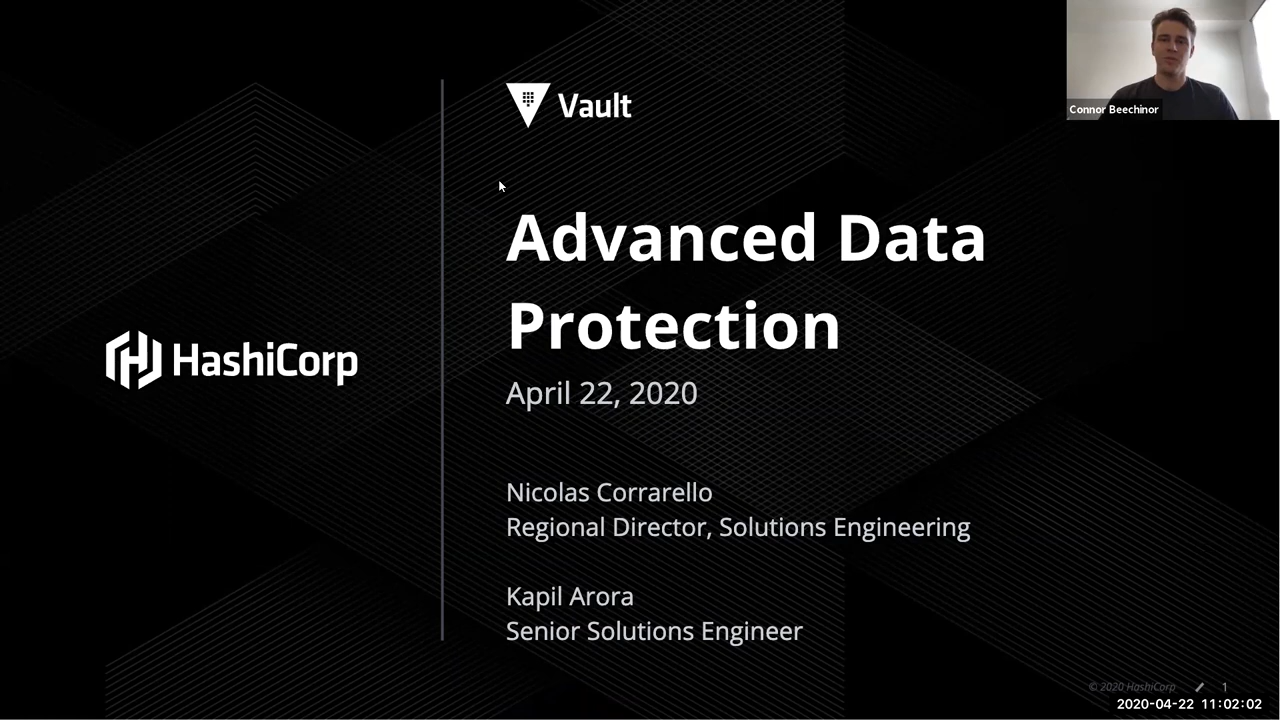 Vault
Connor Beechinor
Advanced Data
Protection
HashiCorp
April 22, 2020
Nicolas Corrarello
Regional Director, Solutions Engineering
Kapil Arora
Senior Solutions Engineer
© 2020 HashiCorp 1
2020-04-22 11:02:02